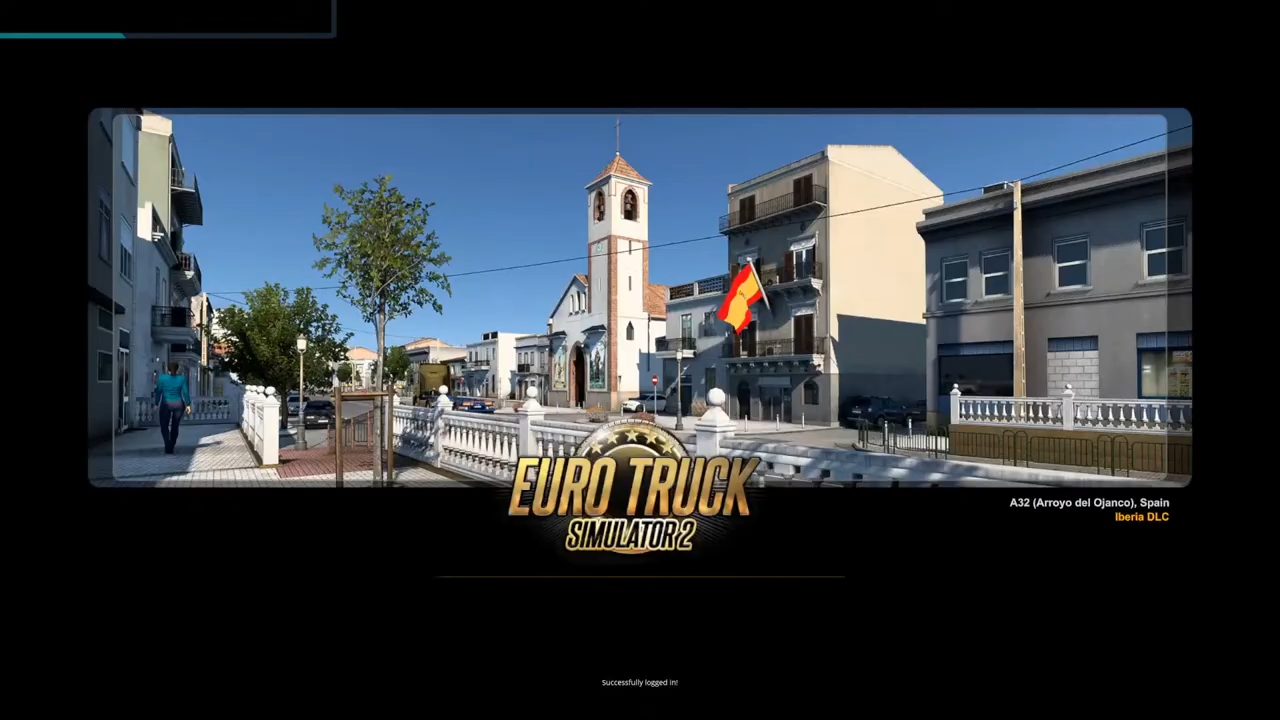 EURO TRUCK
SIMULATOR 2
A32 (Arroyo del Ojanco), Spain
Iberia DLC
Successfully logged in!